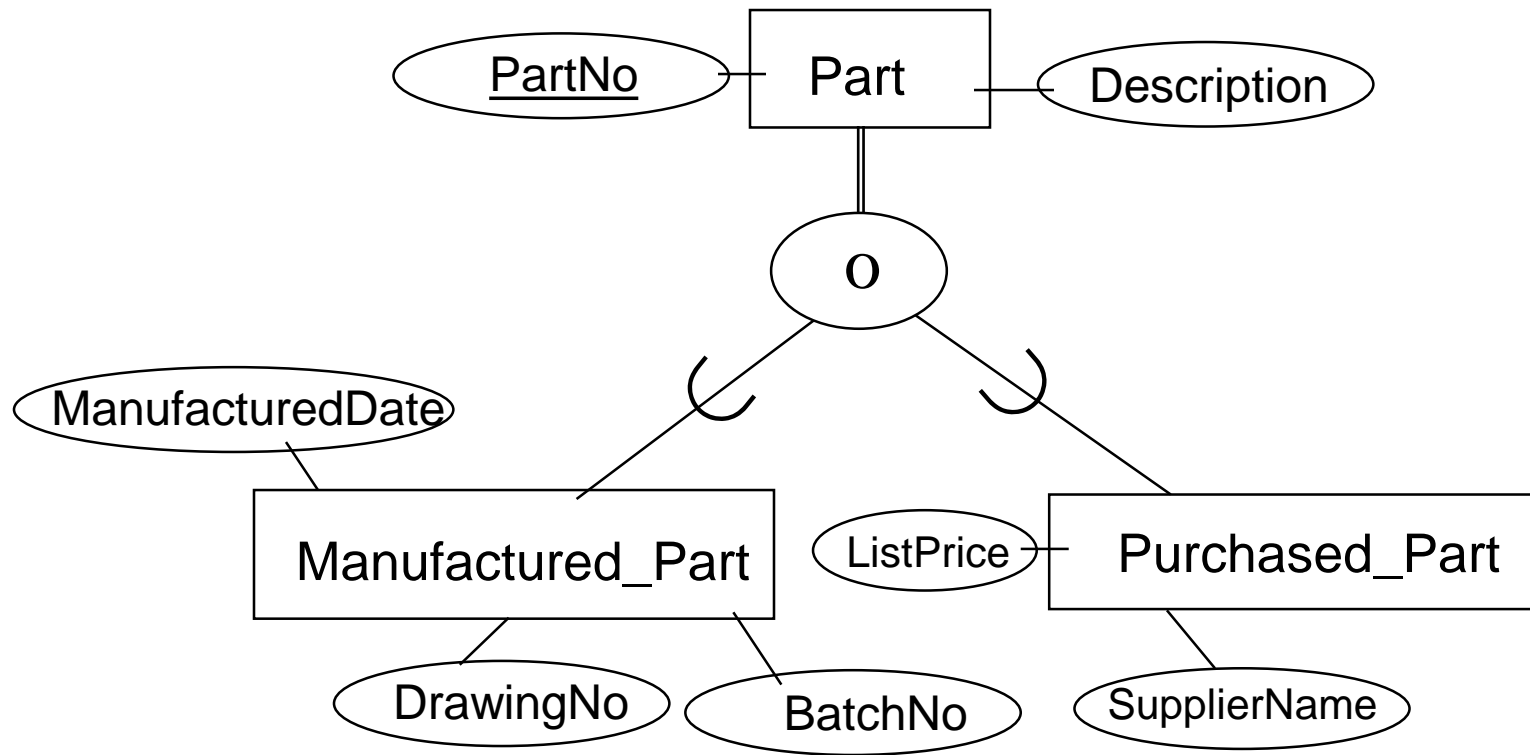 PartNo
Part
Description
o
ManufacturedDate
Manufactured_Part
ListPrice
Purchased_Part
DrawingNo
BatchNo
SupplierName